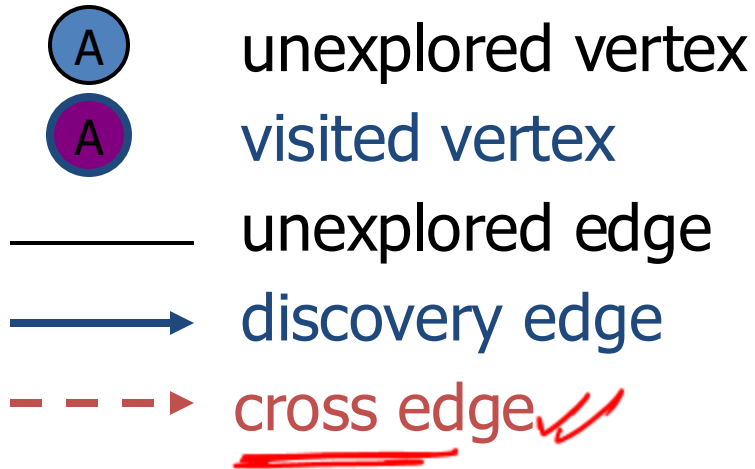 A unexplored vertex
A visited vertex
unexplored edge
discovery edge
cross edge